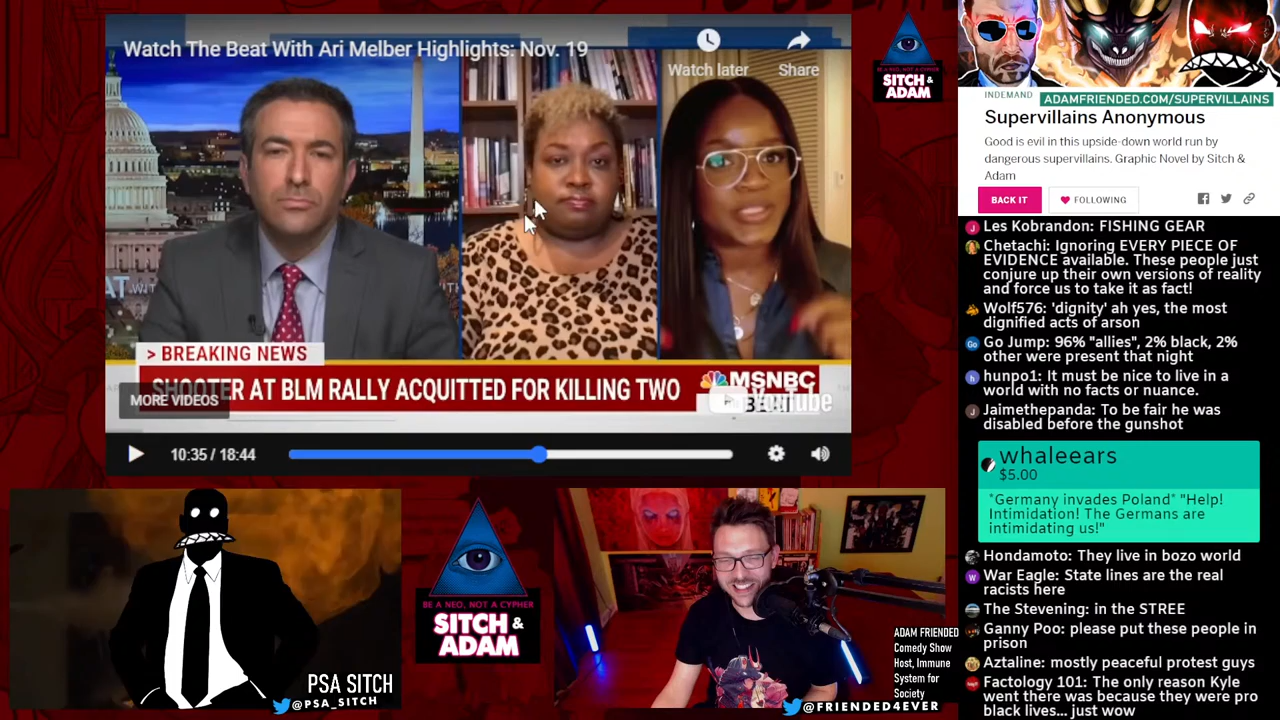 Watch The Beat With Ari Melber Highlights: Nov. 19
Watch later
Share
> BREAKING NEWS
SHOOTER AT BLM RALLY ACQUITTED FOR KILLING TWO
MSNBC
YouTube
MORE VIDEOS
10:35 / 18:44
BE A NEO, NOT A CYPHER
SITCH &
ADAM
INDEMAND
ADAMFRIENDED.COM/SUPERVILLAINS
Supervillains Anonymous
Good is evil in this upside-down world run by
dangerous supervillains. Graphic Novel by Sitch &
Adam
BACK IT
FOLLOWING
Les Kobrandon: FISHING GEAR
Chetachi: Ignoring EVERY PIECE OF
EVIDENCE available. These people just
conjure up their own versions of reality
and force us to take it as fact!
Wolf576: 'dignity' ah yes, the most
dignified acts of arson
Go Jump: 96% "allies", 2% black, 2%
other were present that night
hunpo1: It must be nice to live in a
world with no facts or nuance.
Jaimethepanda: To be fair he was
disabled before the gunshot
whaleears
$5.00
*Germany invades Poland* "Help!
Intimidation! The Germans are
intimidating us!"
Hondamoto: They live in bozo world
War Eagle: State lines are the real
racists here
The Stevening: in the STREE
Ganny Poo: please put these people in
prison
Aztaline: mostly peaceful protest guys
Factology 101: The only reason Kyle
went there was because they were pro
black lives... just wow
PSA SITCH
@PSA_SITCH
BE A NEO, NOT A CYPHER
SITCH &
ADAM
ADAM FRIENDED
Comedy Show
Host, Immune
System for
Society
@FRIENDED4EVER